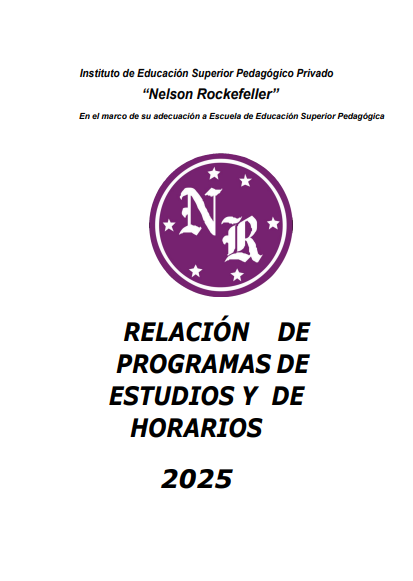 Instituto de Educación Superior Pedagógico Privado
“Nelson Rockefeller”
En el marco de su adecuación a Escuela de Educación Superior Pedagógica
NR
RELACIÓN DE
PROGRAMAS DE
ESTUDIOS Y DE
HORARIOS
2025